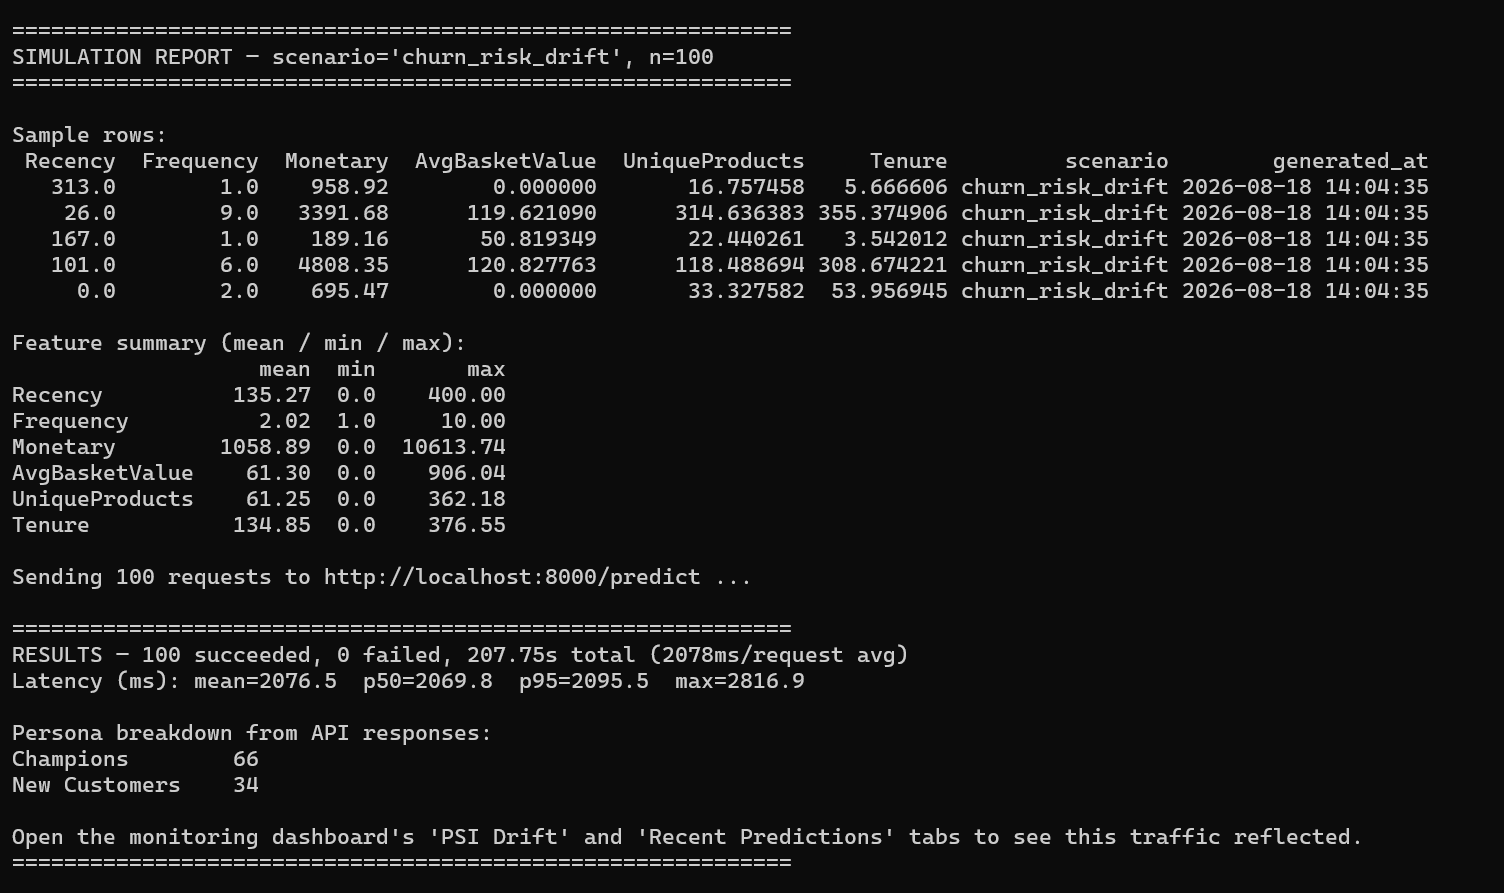 ============================================================
SIMULATION REPORT — scenario='churn_risk_drift', n=100
============================================================
Sample rows:
Recency Frequency Monetary AvgBasketValue UniqueProducts Tenure scenario generated_at
313.0 1.0 958.92 0.000000 16.757458 5.666606 churn_risk_drift 2026-08-18 14:04:35
26.0 9.0 3391.68 119.621090 314.636383 355.374906 churn_risk_drift 2026-08-18 14:04:35
167.0 1.0 189.16 50.819349 22.440261 3.542012 churn_risk_drift 2026-08-18 14:04:35
101.0 6.0 4808.35 120.827763 118.488694 308.674221 churn_risk_drift 2026-08-18 14:04:35
0.0 2.0 695.47 0.000000 33.327582 53.956945 churn_risk_drift 2026-08-18 14:04:35
Feature summary (mean / min / max):
mean min max
Recency 135.27 0.0 400.00
Frequency 2.02 1.0 10.00
Monetary 1058.89 0.0 10613.74
AvgBasketValue 61.30 0.0 906.04
UniqueProducts 61.25 0.0 362.18
Tenure 134.85 0.0 376.55
Sending 100 requests to http://localhost:8000/predict ...
============================================================
RESULTS — 100 succeeded, 0 failed, 207.75s total (2078ms/request avg)
Latency (ms): mean=2076.5 p50=2069.8 p95=2095.5 max=2816.9
Persona breakdown from API responses:
Champions 66
New Customers 34
Open the monitoring dashboard's 'PSI Drift' and 'Recent Predictions' tabs to see this traffic reflected.
============================================================